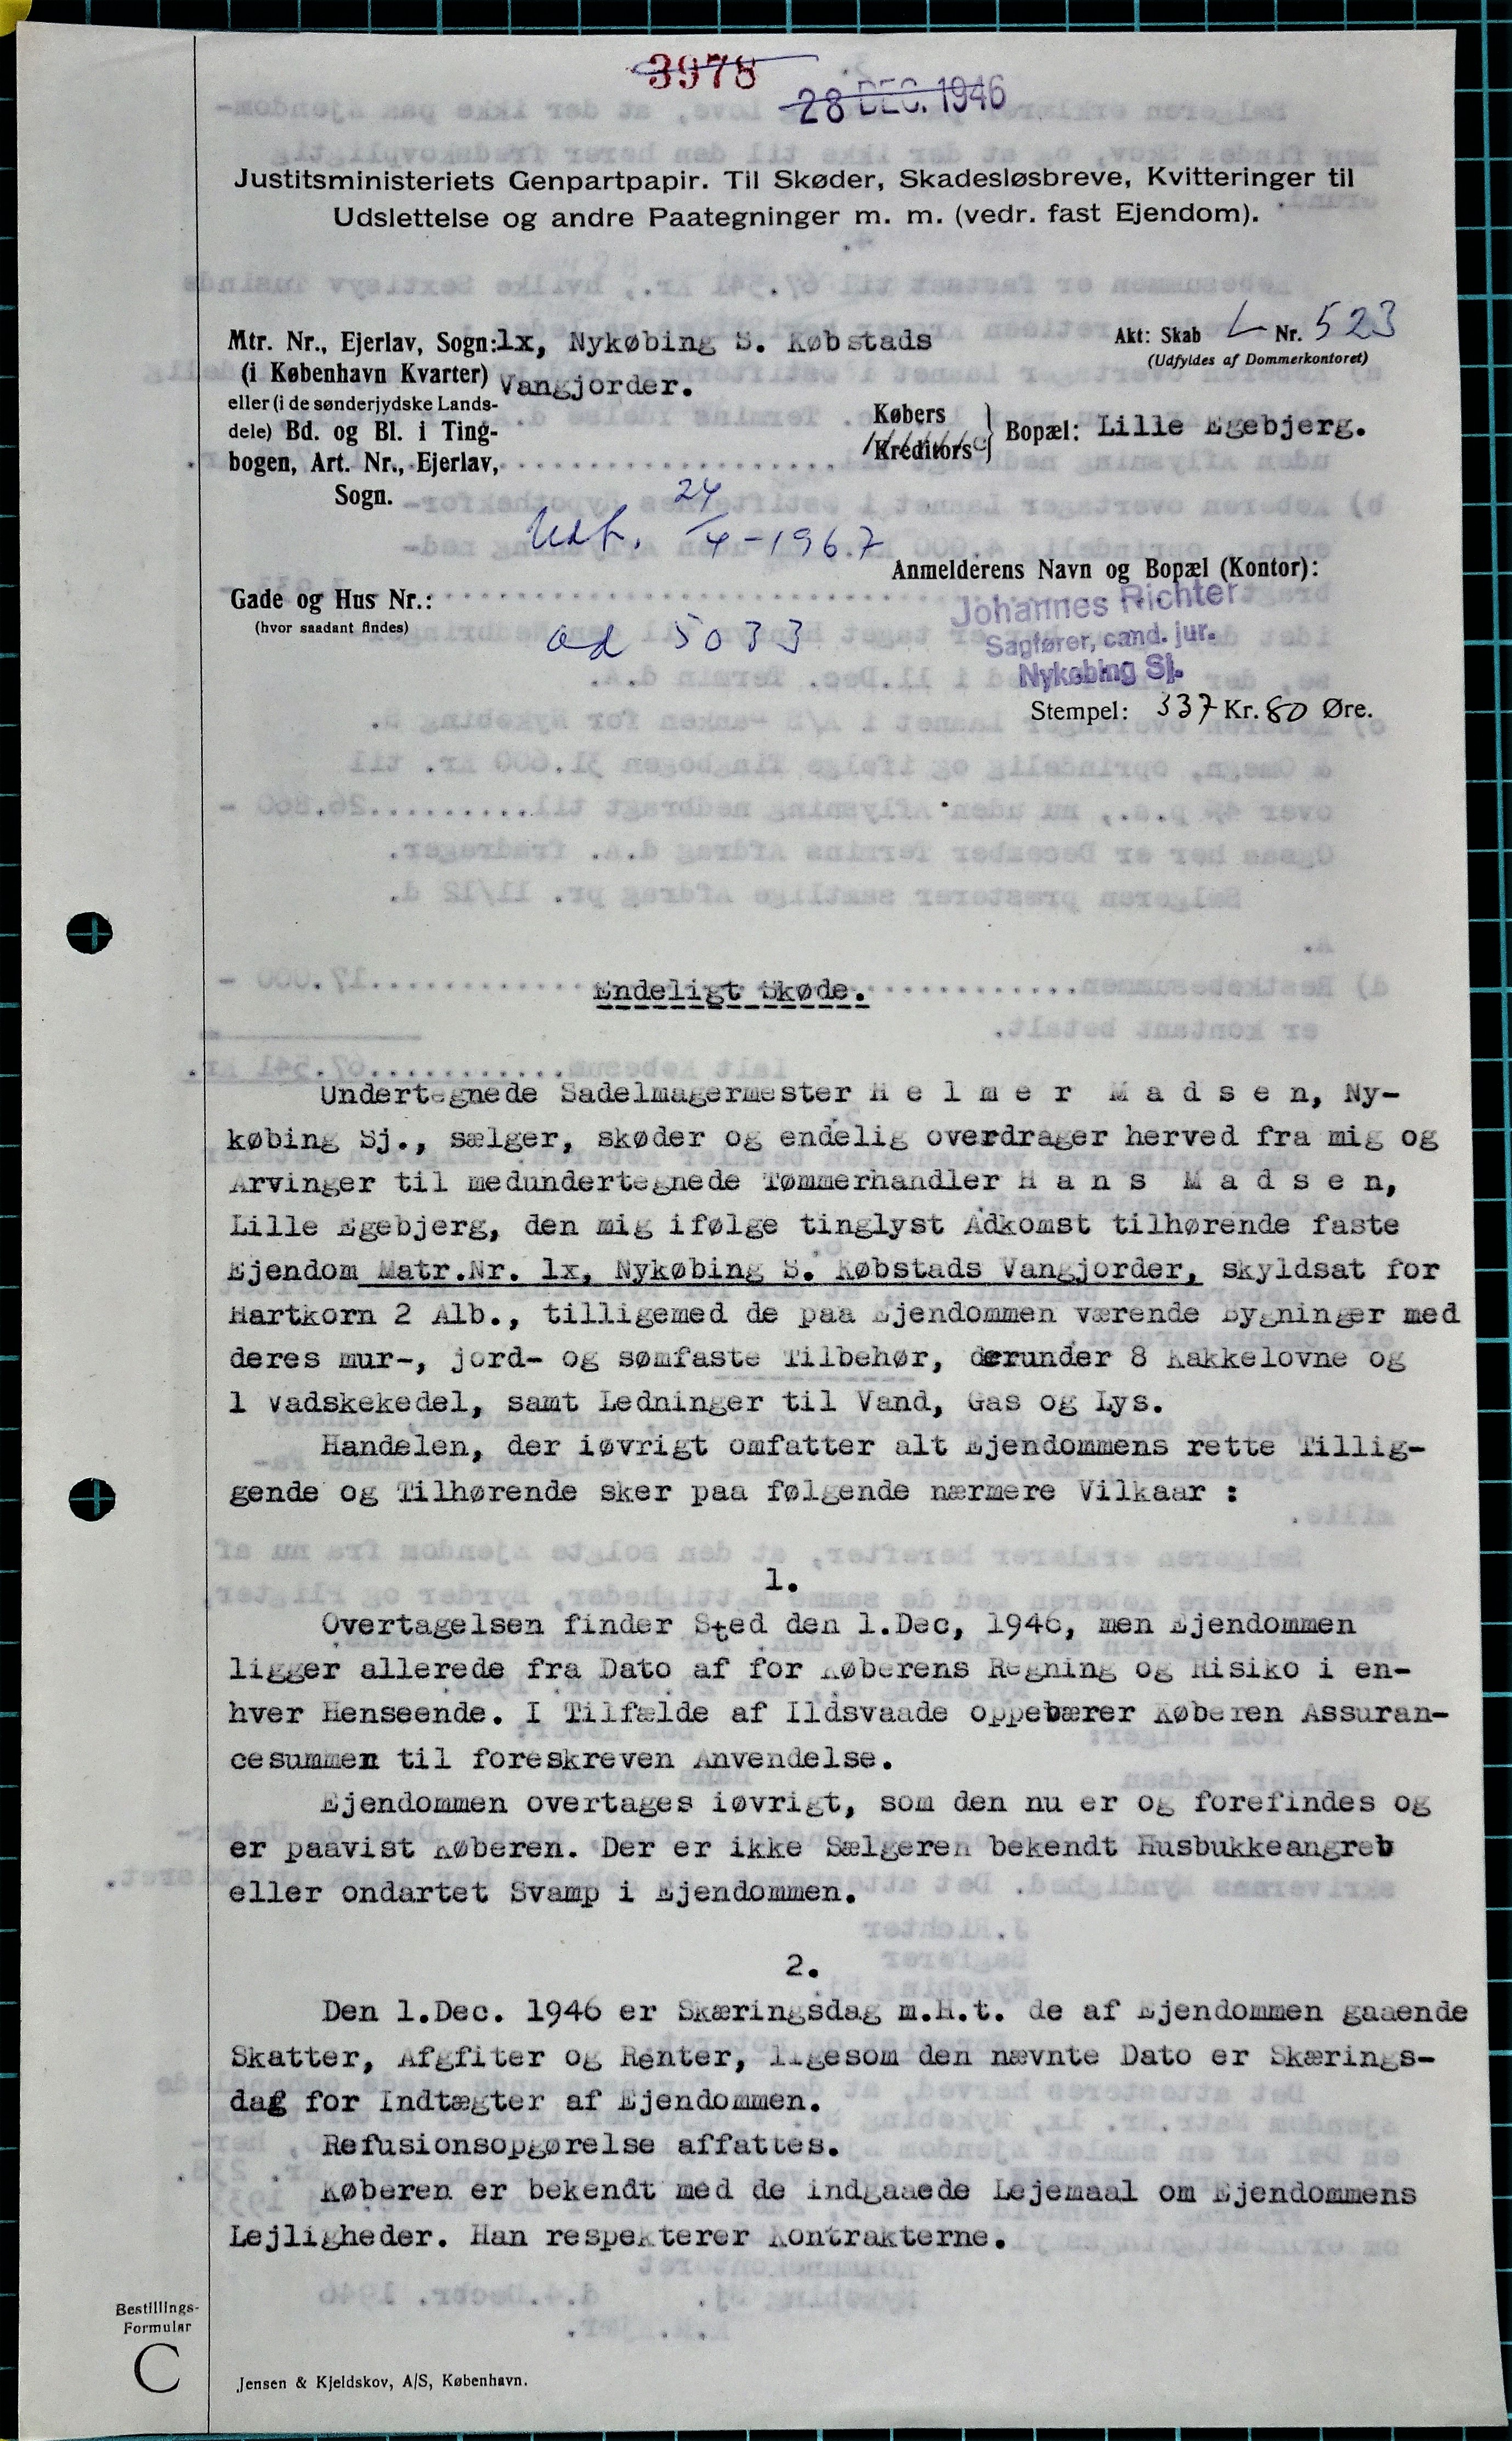 3978
28 DEC. 1946
Justitsministeriets Genpartpapir. Til Skøder, Skadesløsbreve, Kvitteringer til
Udslettelse og andre Paategninger m. m. (vedr. fast Ejendom).
Mtr. Nr., Ejerlav, Sogn: 1x, Nykøbing S. Købstads
(i København Kvarter) Vangjorder.
eller (i de sønderjydske Lands-
dele) Bd. og Bl. i Ting-
bogen, Art. Nr., Ejerlav,
Sogn.
Akt: Skab L Nr. 523
(Udfyldes af Dommerkontoret)
Købers
Kreditors
Bopæl: Lille Egebjerg.
Udf. 24/4-1967
Anmelderens Navn og Bopæl (Kontor):
Gade og Hus Nr.:
(hvor saadant findes)
ad 5033
Johannes Richter
Sagfører, cand. jur.
Nykøbing Sj.
Stempel: 337 Kr. 80 Øre.
Endeligt Skøde.
Undertegnede Sadelmagermester H e l m e r M a d s e n, Ny-
købing Sj., sælger, skøder og endelig overdrager herved fra mig og
Arvinger til medundertegnede Tømmerhandler H a n s M a d s e n,
Lille Egebjerg, den mig ifølge tinglyst Adkomst tilhørende faste
Ejendom Matr.Nr. 1x, Nykøbing S. Købstads Vangjorder, skyldsat for
Hartkorn 2 Alb., tilligemed de paa Ejendommen værende Bygninger med
deres mur-, jord- og sømfaste Tilbehør, derunder 8 Kakkelovne og
1 Vadskekedel, samt Ledninger til Vand, Gas og Lys.
Handelen, der iøvrigt omfatter alt Ejendommens rette Tillig-
gende og Tilhørende sker paa følgende nærmere Vilkaar :
1.
Overtagelsen finder Sted den 1.Dec, 1946, men Ejendommen
ligger allerede fra Dato af for Køberens Regning og Risiko i en-
hver Henseende. I Tilfælde af Ildsvaade oppebærer Køberen Assuran-
cesummen til foreskreven Anvendelse.
Ejendommen overtages iøvrigt, som den nu er og forefindes og
er paavist Køberen. Der er ikke Sælgeren bekendt Husbukkeangreb
eller ondartet Svamp i Ejendommen.
2.
Den 1.Dec. 1946 er Skæringsdag m.H.t. de af Ejendommen gaaende
Skatter, Afgfiter og Renter, ligesom den nævnte Dato er Skærings-
dag for Indtægter af Ejendommen.
Refusionsopgørelse affattes.
Køberen er bekendt med de indgaaede Lejemaal om Ejendommens
Lejligheder. Han respekterer Kontrakterne.
Bestillings-
Formular
C
Jensen & Kjeldskov, A/S, København.